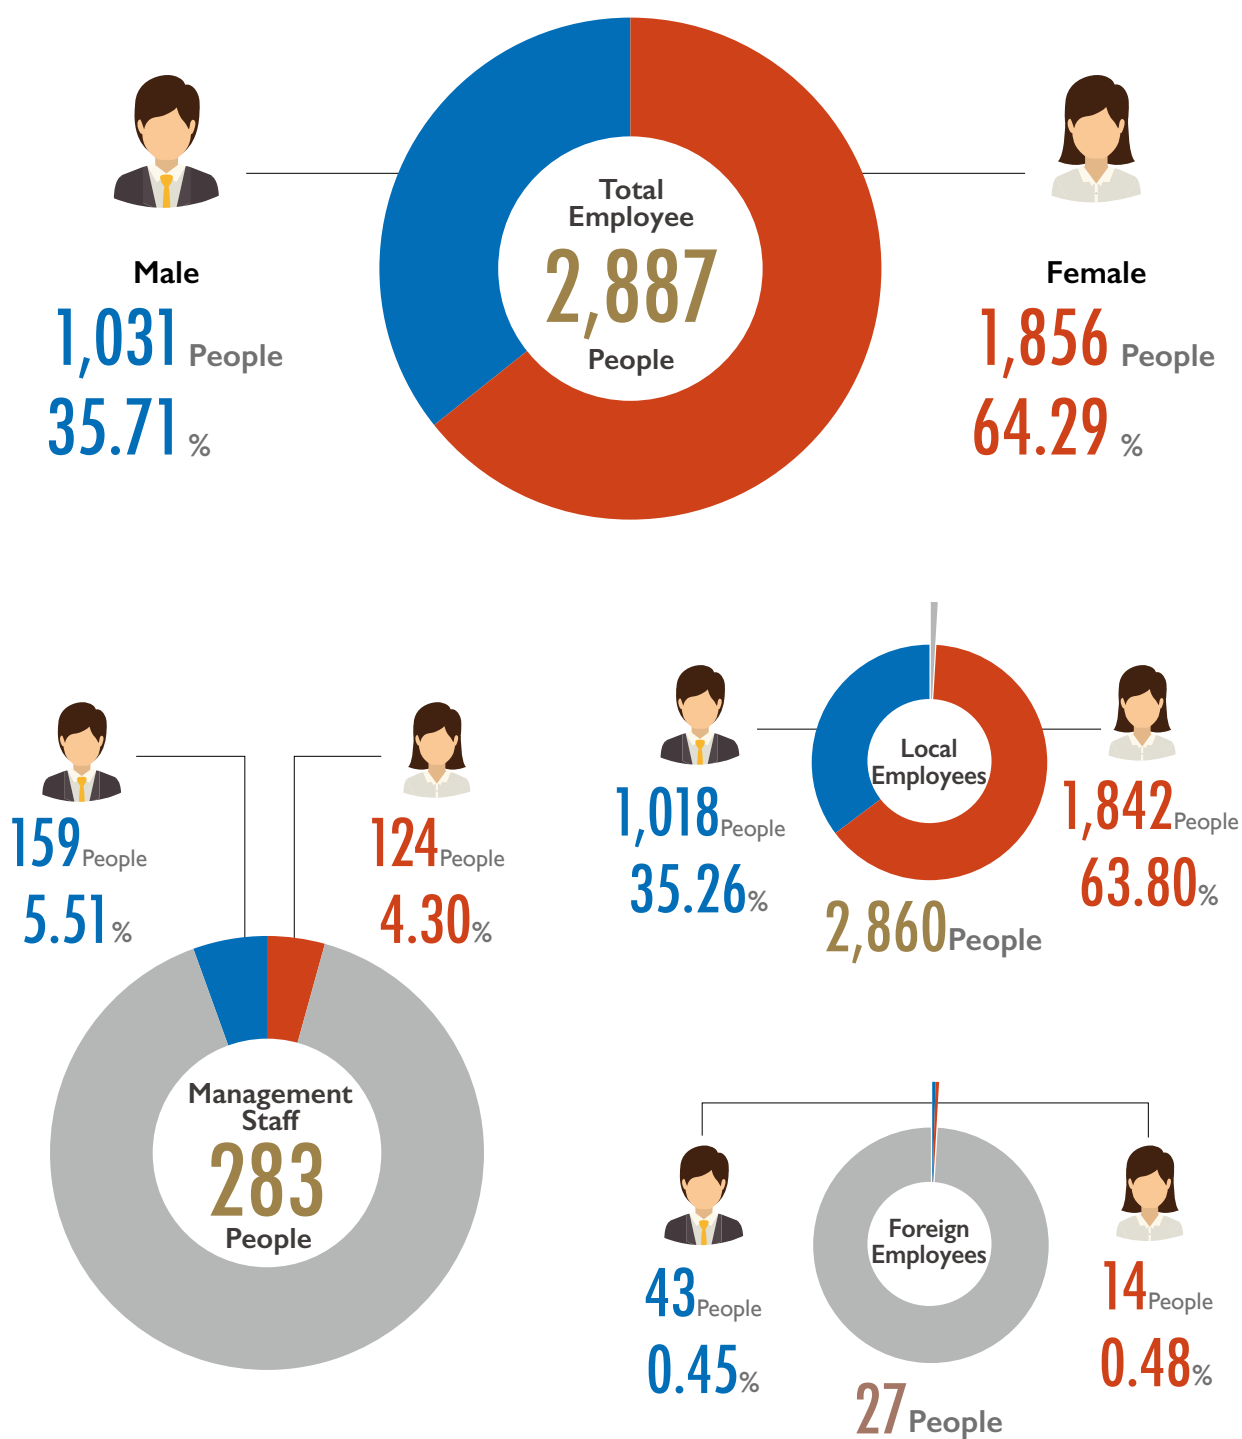 Total
Employee
2,887
People
Male
1,031 People
35.71 %
Female
1,856 People
64.29 %
159 People
5.51 %
124 People
4.30 %
Management
Staff
283
People
Local
Employees
1,018 People
35.26 %
1,842 People
63.80 %
2,860 People
Foreign
Employees
43 People
0.45 %
14 People
0.48 %
27 People